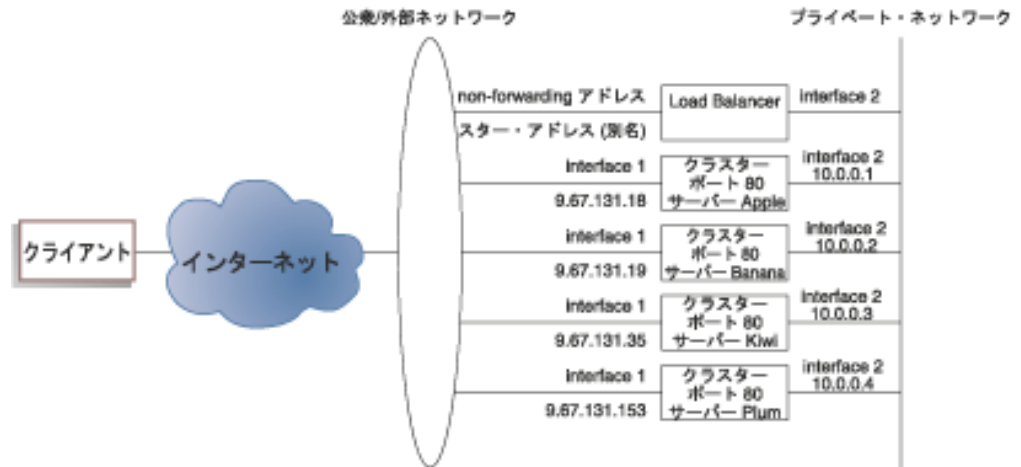 公衆/外部ネットワーク
プライベート・ネットワーク
non-forwarding アドレス
スター・アドレス (別名)
Load Balancer
interface 2
interface 1
9.67.131.18
クラスター
ポート 80
サーバー Apple
interface 2
10.0.0.1
interface 1
9.67.131.19
クラスター
ポート 80
サーバー Banana
interface 2
10.0.0.2
interface 1
9.67.131.35
クラスター
ポート 80
サーバー Kiwi
interface 2
10.0.0.3
interface 1
9.67.131.153
クラスター
ポート 80
サーバー Plum
interface 2
10.0.0.4
クライアント
インターネット